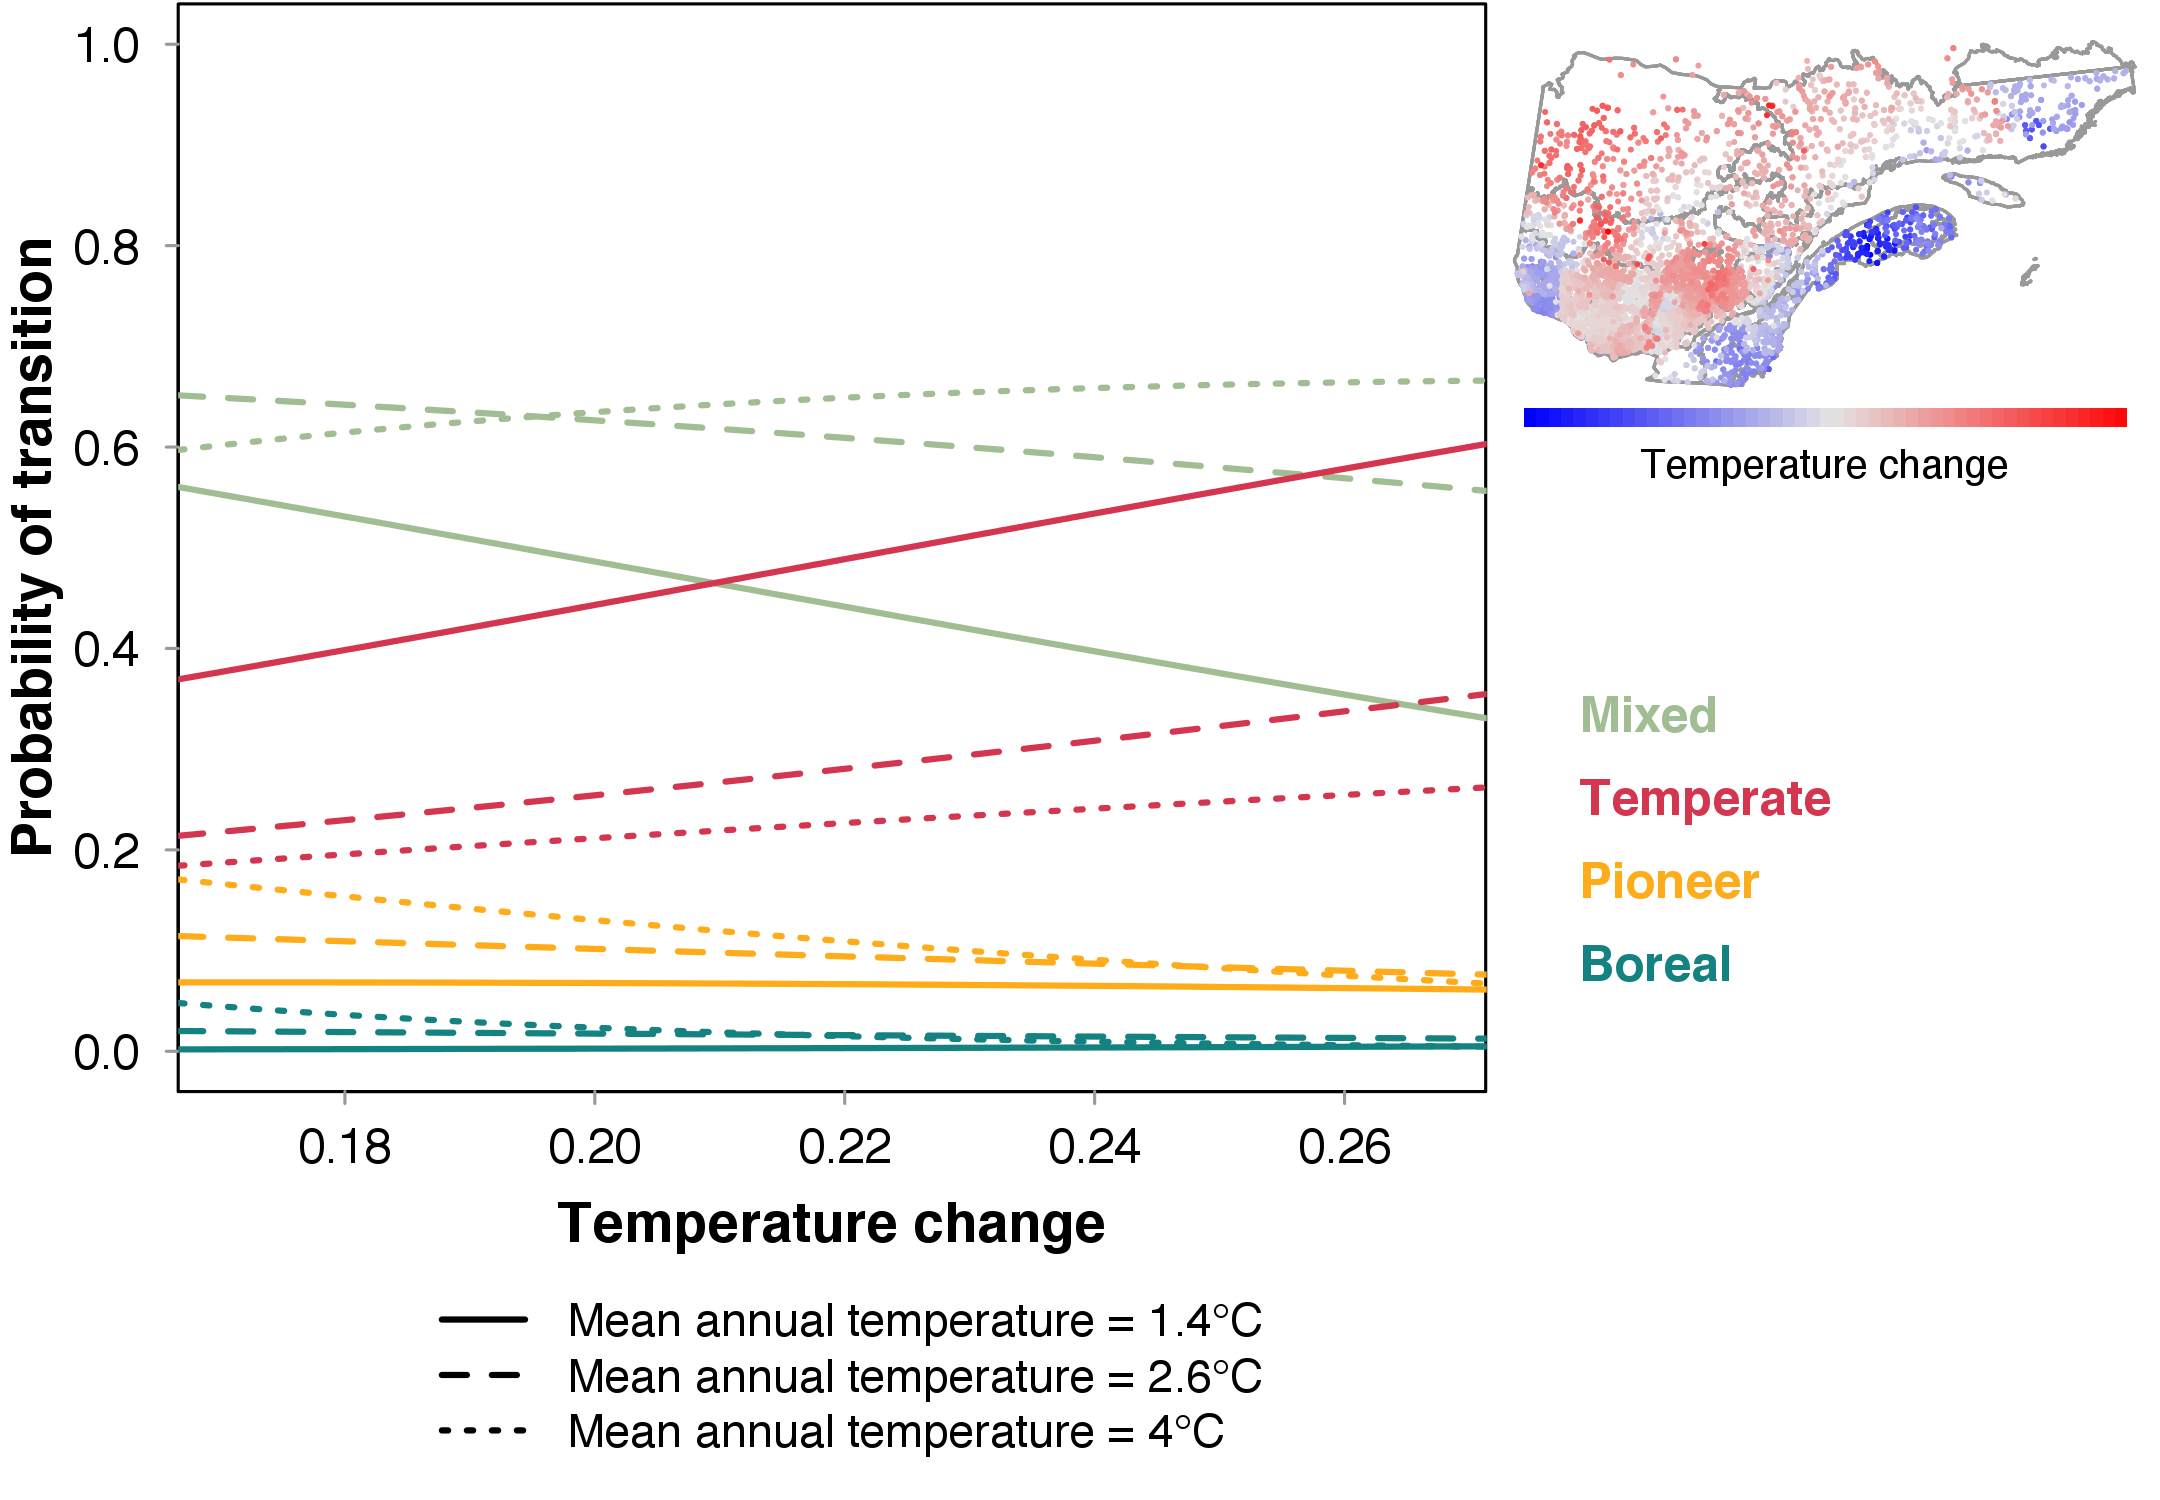 Probability of transition
1.0
0.8
0.6
0.4
0.2
0.0
0.18 0.20 0.22 0.24 0.26
Temperature change
Mean annual temperature = 1.4°C
Mean annual temperature = 2.6°C
Mean annual temperature = 4°C
Temperature change
Mixed
Temperate
Pioneer
Boreal